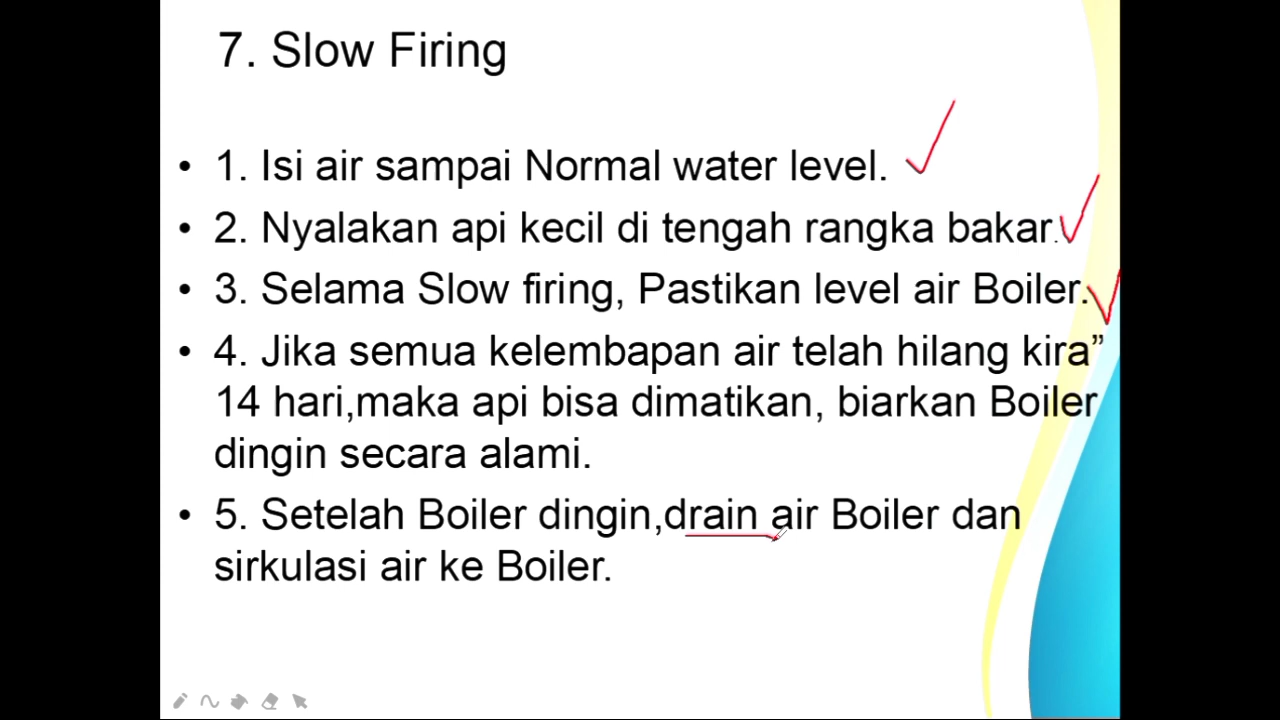 7. Slow Firing
• 1. Isi air sampai Normal water level.
• 2. Nyalakan api kecil di tengah rangka bakar.
• 3. Selama Slow firing, Pastikan level air Boiler.
• 4. Jika semua kelembapan air telah hilang kira”
14 hari,maka api bisa dimatikan, biarkan Boiler
dingin secara alami.
• 5. Setelah Boiler dingin,drain air Boiler dan
sirkulasi air ke Boiler.